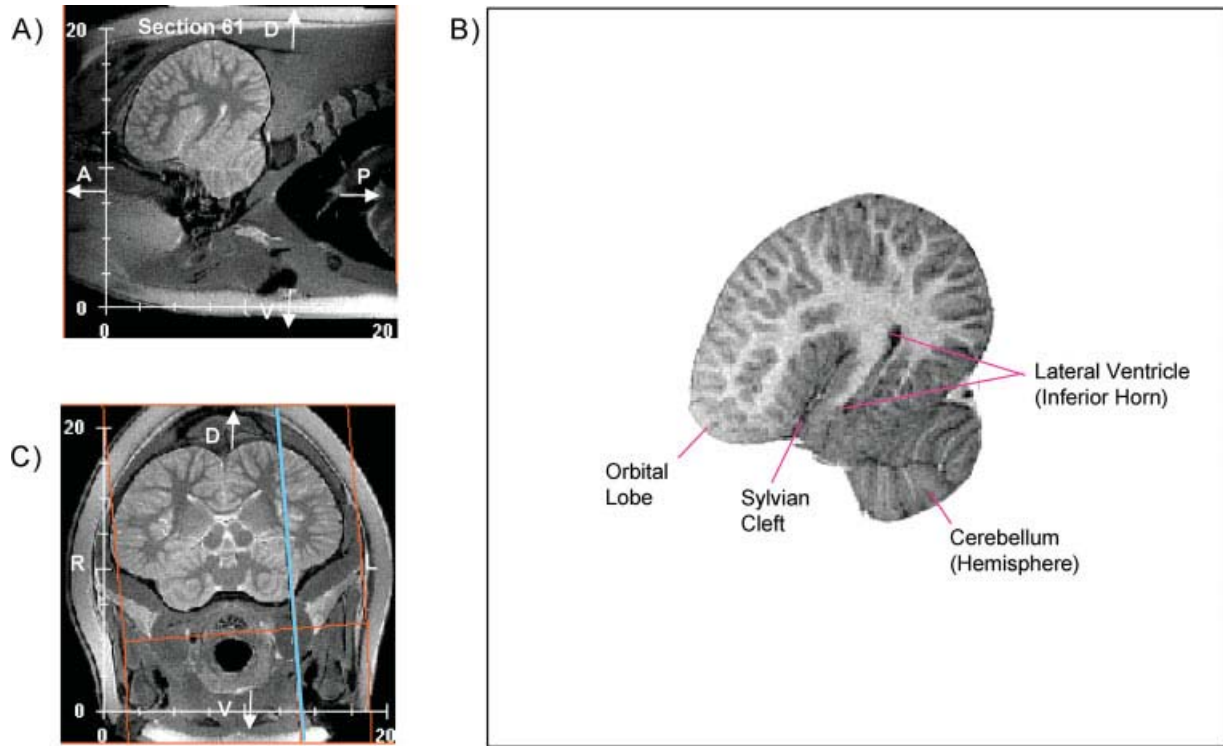 A)
Section 61
D
20
A
P
0
V
0
20
B)
Lateral Ventricle
(Inferior Horn)
Orbital
Lobe
Sylvian
Cleft
Cerebellum
(Hemisphere)
C)
20
D
R
L
V
0
0
20